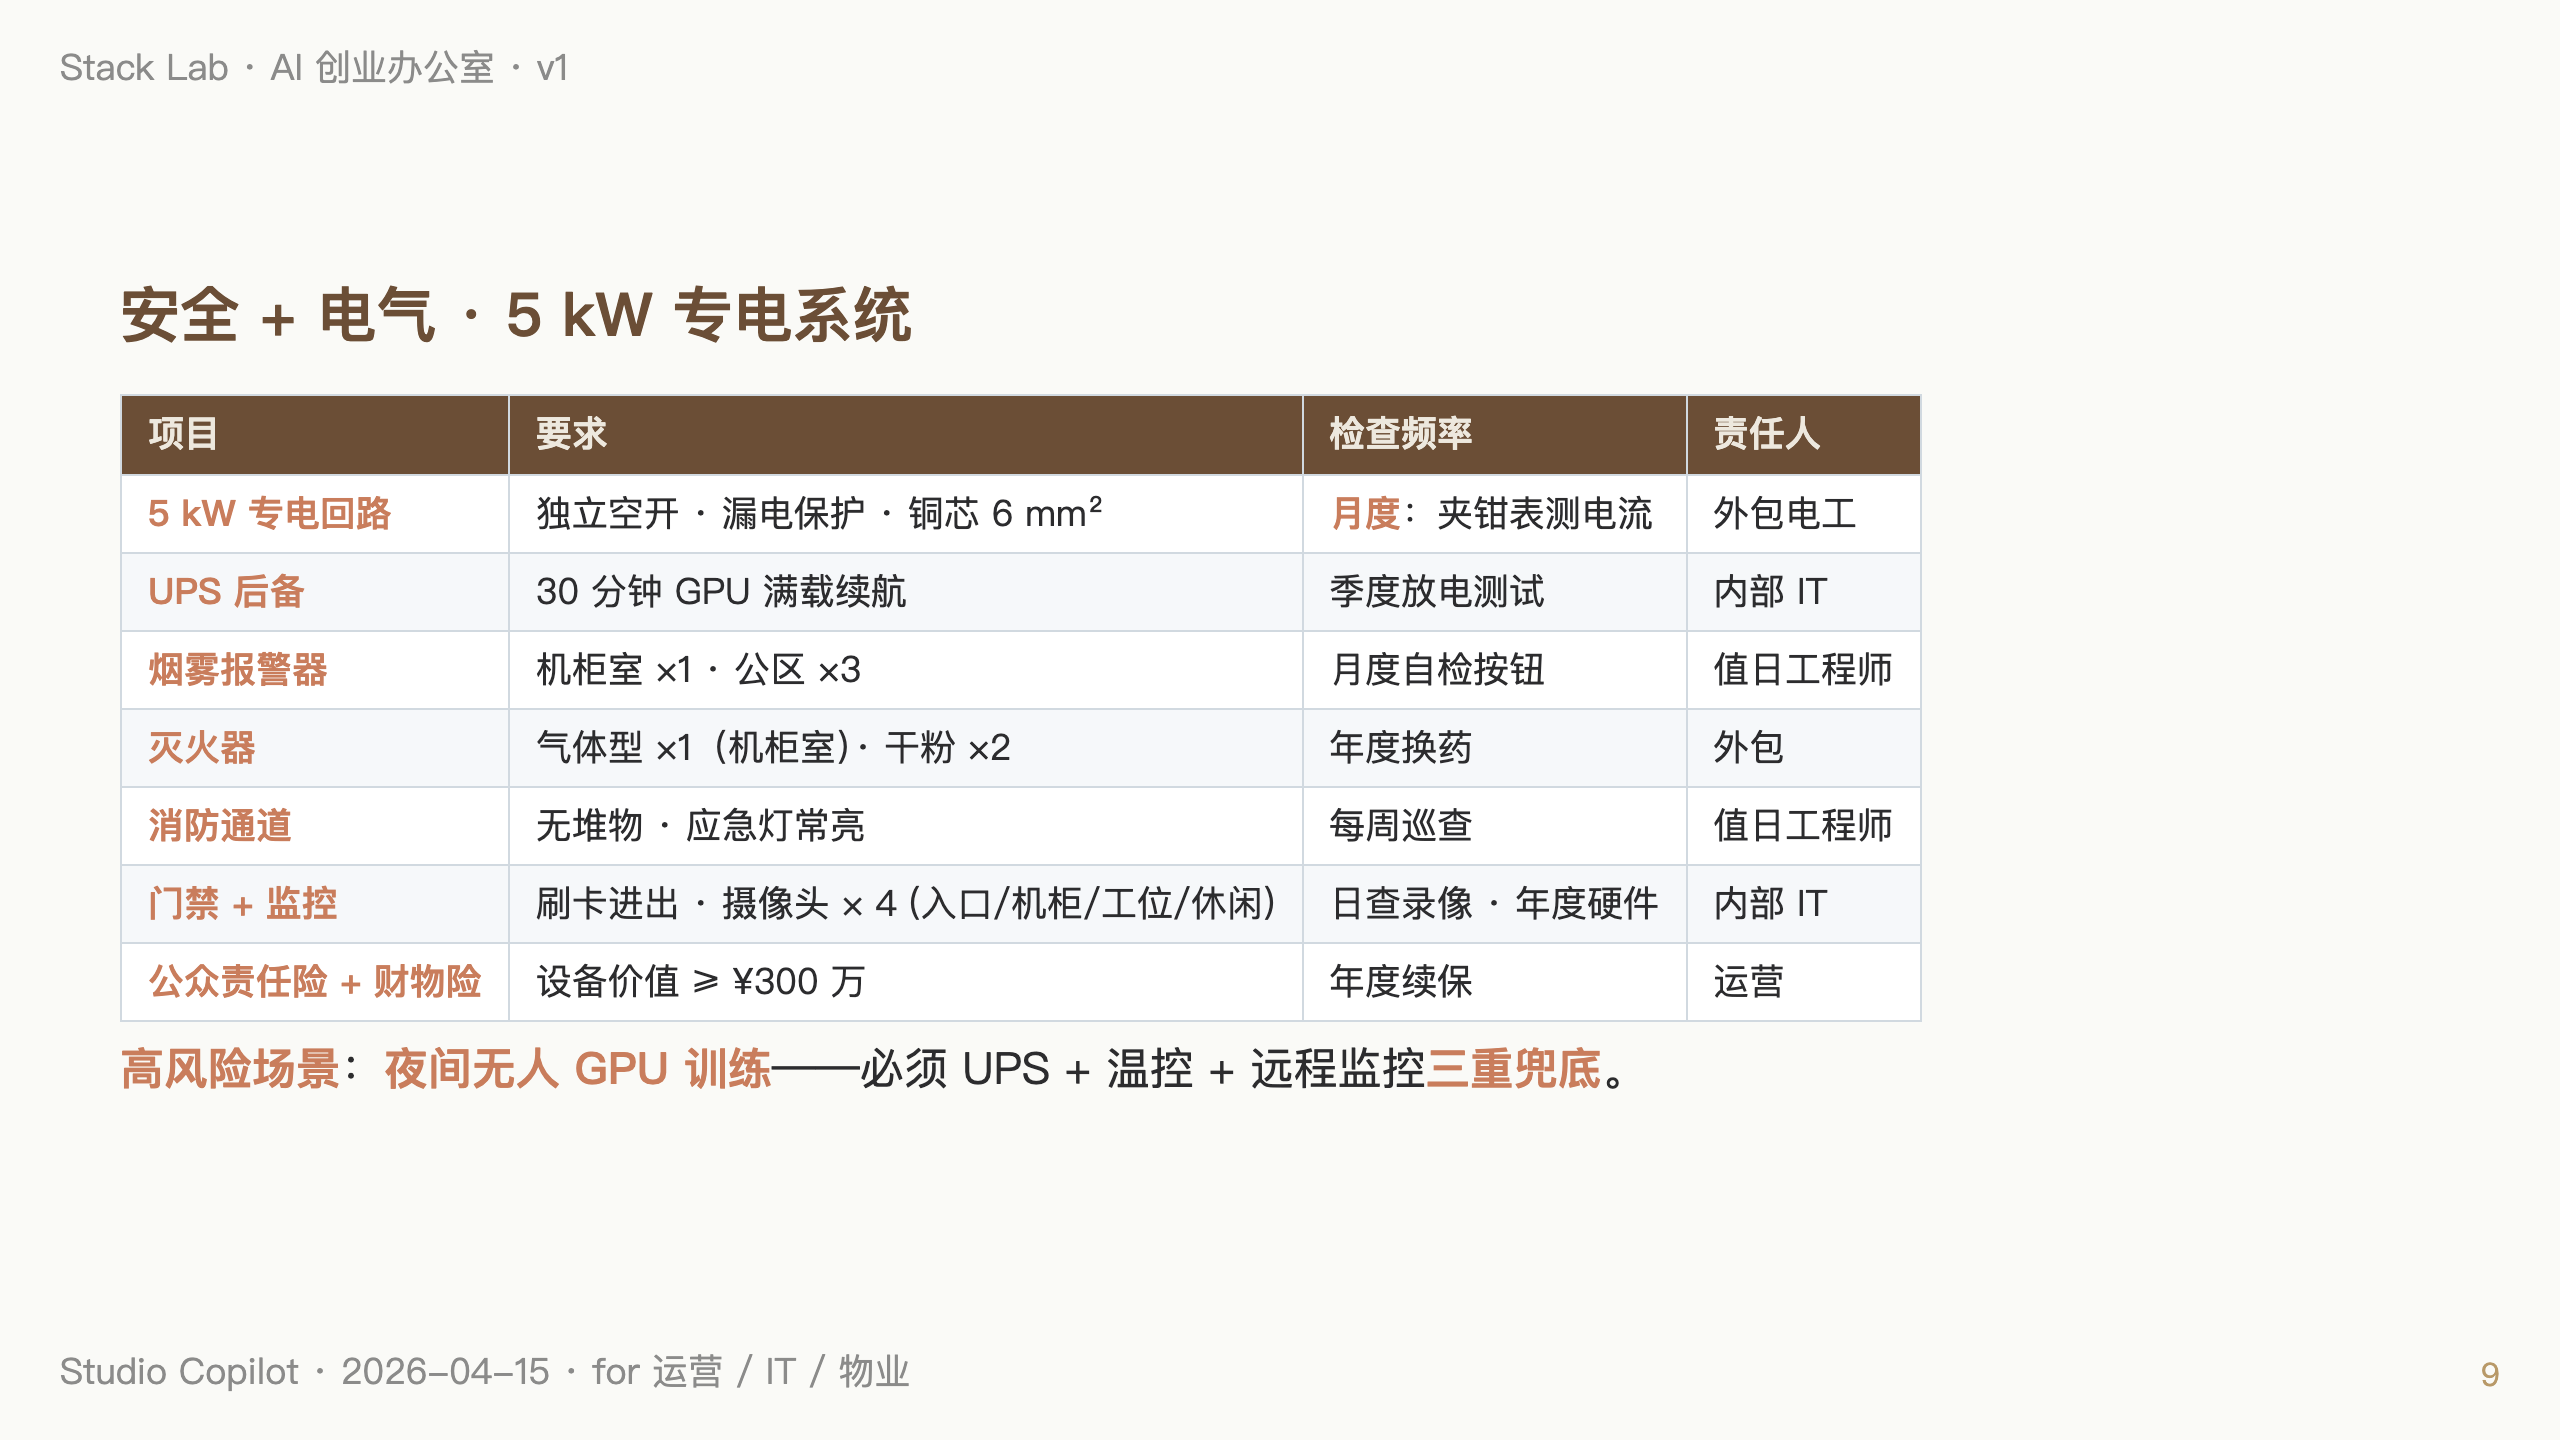 Stack Lab · AI 创业办公室 · v1
安全 + 电气 · 5 kW 专电系统
项目 要求 检查频率 责任人
5 kW 专电回路 独立空开 · 漏电保护 · 铜芯 6 mm² 月度：夹钳表测电流 外包电工
UPS 后备 30 分钟 GPU 满载续航 季度放电测试 内部 IT
烟雾报警器 机柜室 ×1 · 公区 ×3 月度自检按钮 值日工程师
灭火器 气体型 ×1（机柜室）· 干粉 ×2 年度换药 外包
消防通道 无堆物 · 应急灯常亮 每周巡查 值日工程师
门禁 + 监控 刷卡进出 · 摄像头 × 4 (入口/机柜/工位/休闲) 日查录像 · 年度硬件 内部 IT
公众责任险 + 财物险 设备价值 ≥ ¥300 万 年度续保 运营
高风险场景：夜间无人 GPU 训练——必须 UPS + 温控 + 远程监控三重兜底。
Studio Copilot · 2026-04-15 · for 运营 / IT / 物业
9